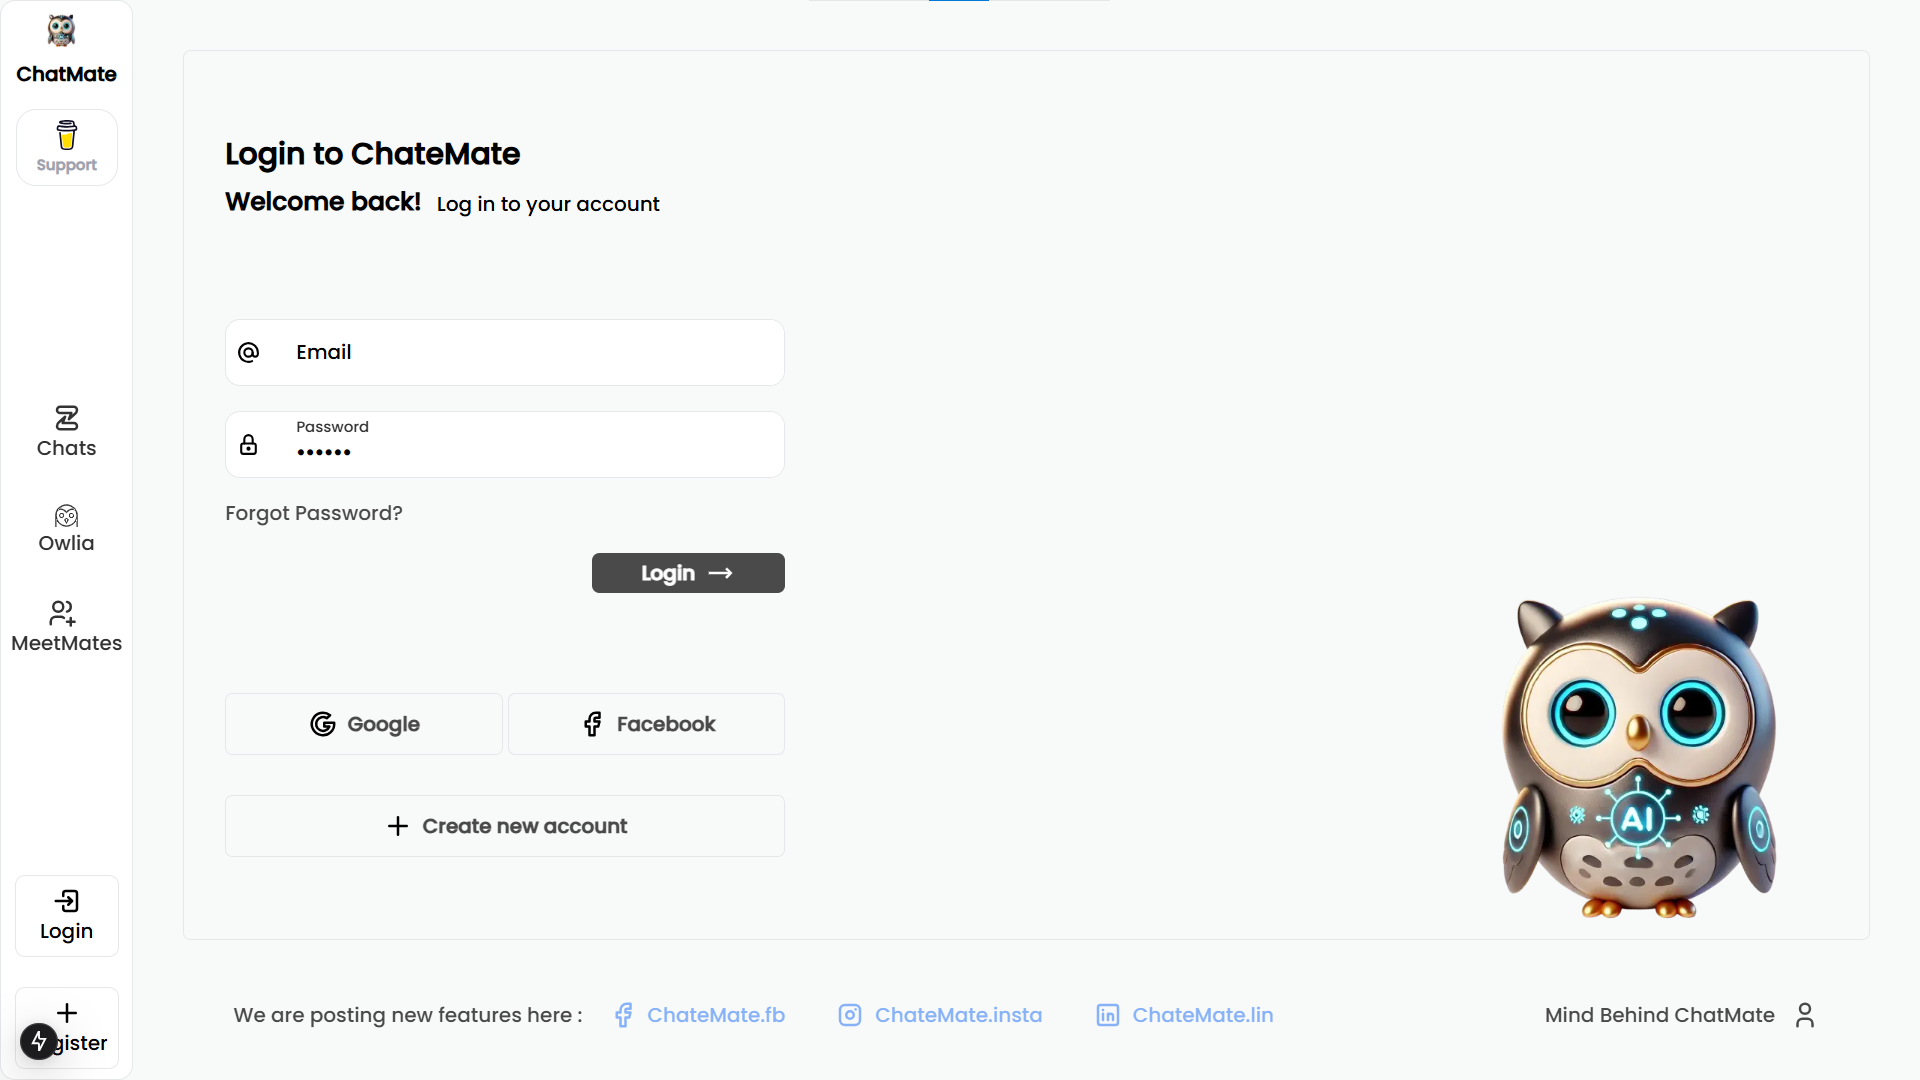 ChatMate
Support
Chats
Owlia
MeetMates
Login
gister
Login to ChateMate
Welcome back! Log in to your account
Email
Password
••••••
Forgot Password?
Login
Google
Facebook
Create new account
AI
We are posting new features here :
ChateMate.fb
ChateMate.insta
ChateMate.lin
Mind Behind ChatMate